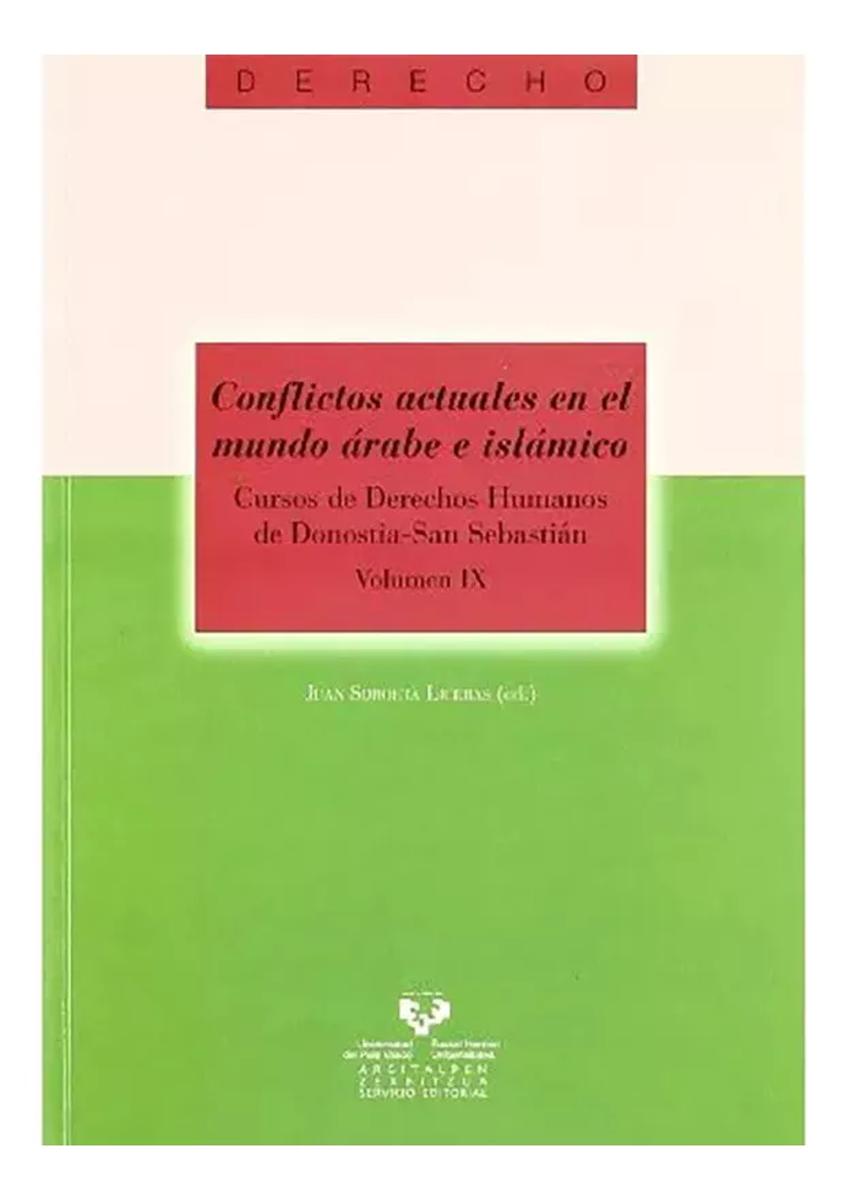 DERECHO
Conflictos actuales en el
mundo árabe e islámico
Cursos de Derechos Humanos
de Donostia-San Sebastián
Volumen IX
JUAN SOROETA LICERAS (ed.)
Universidad Euskal Herriko
del País Vasco Unibertsitatea
ARGITALPEN
ZERBITZUA
SERVICIO EDITORIAL